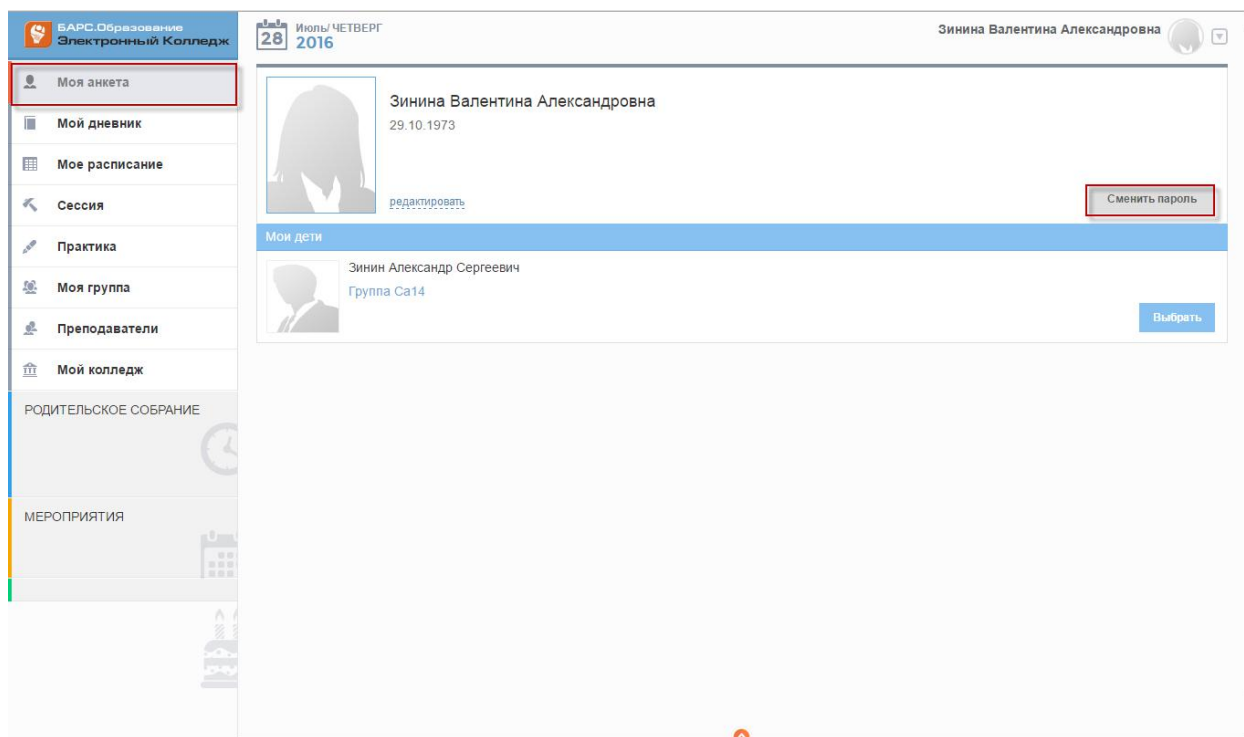 БАРС.Образование
Электронный Колледж
28
Июль/ ЧЕТВЕРГ
2016
Зинина Валентина Александровна
Моя анкета
Мой дневник
Мое расписание
Сессия
Практика
Моя группа
Преподаватели
Мой колледж
РОДИТЕЛЬСКОЕ СОБРАНИЕ
МЕРОПРИЯТИЯ
Зинина Валентина Александровна
29.10.1973
редактировать
Сменить пароль
Мои дети
Зинин Александр Сергеевич
Группа Са14
Выбрать